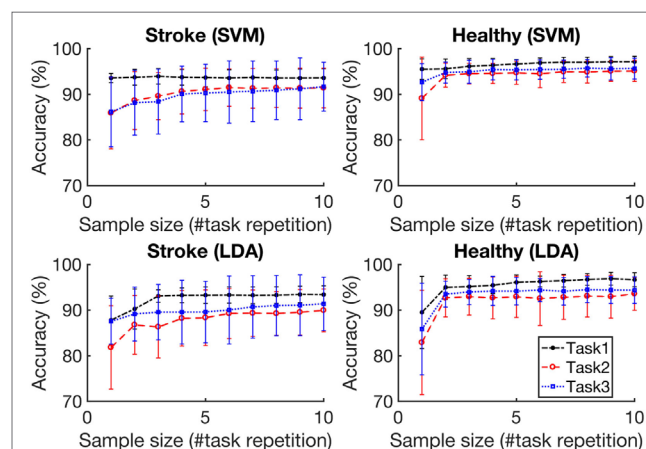 Stroke (SVM)
Healthy (SVM)
100
90
80
70
Accuracy (%)
0
5
10
Sample size (#task repetition)
100
90
80
70
Accuracy (%)
0
5
10
Sample size (#task repetition)
Stroke (LDA)
Healthy (LDA)
100
90
80
70
Accuracy (%)
0
5
10
Sample size (#task repetition)
100
90
80
70
Accuracy (%)
Task1
Task2
Task3
0
5
10
Sample size (#task repetition)